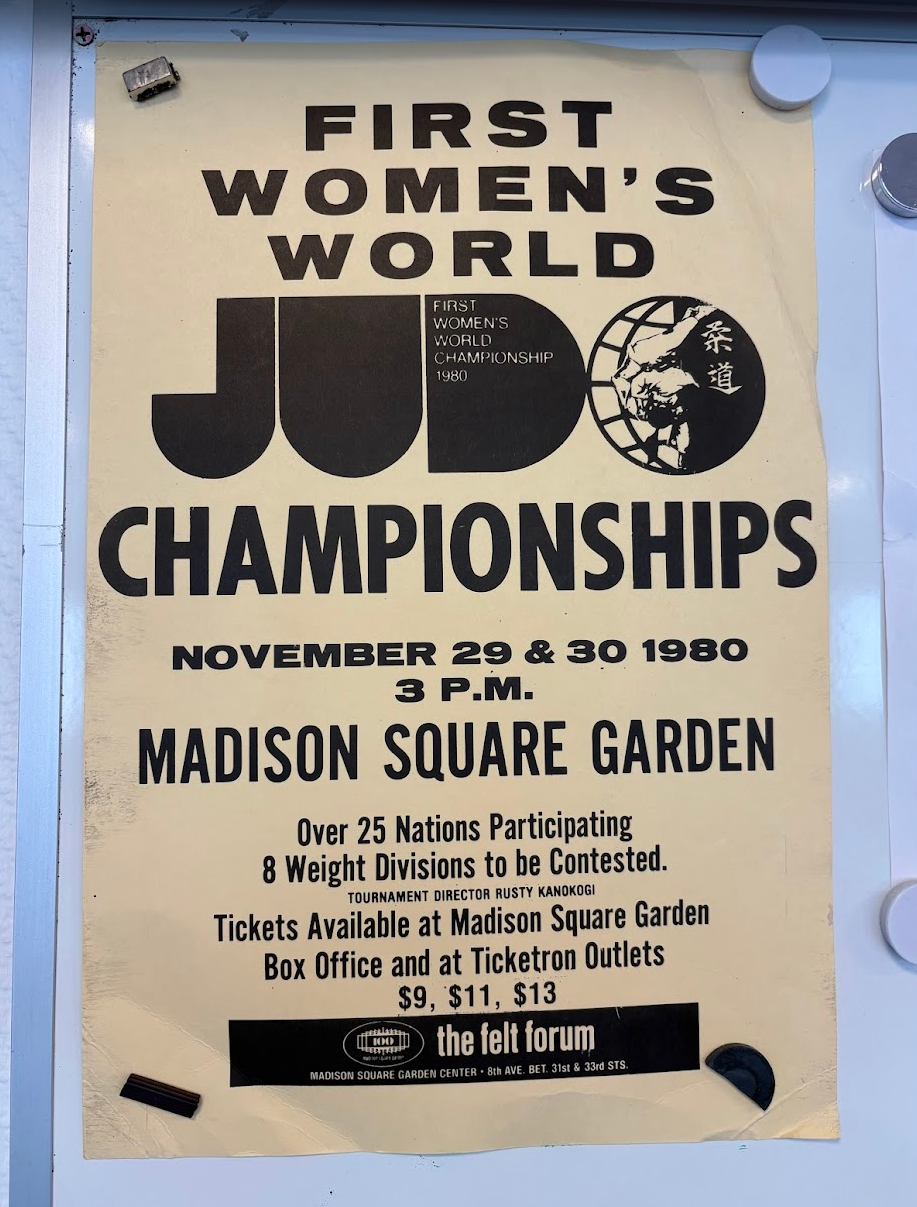 FIRST
WOMEN'S
WORLD
JUDO
FIRST
WOMEN'S
WORLD
CHAMPIONSHIP
1980
柔道
CHAMPIONSHIPS
NOVEMBER 29 & 30 1980
3 P.M.
MADISON SQUARE GARDEN
Over 25 Nations Participating
8 Weight Divisions to be Contested.
TOURNAMENT DIRECTOR RUSTY KANOKOGI
Tickets Available at Madison Square Garden
Box Office and at Ticketron Outlets
$9, $11, $13
100
the felt forum
MADISON SQUARE GARDEN CENTER • 8th AVE. BET. 31st & 33rd STS.